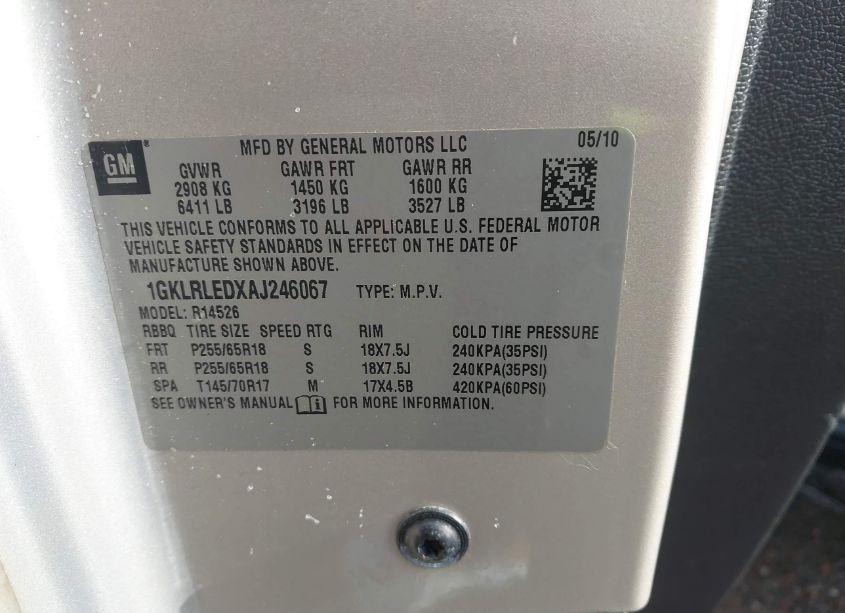 GM
MFD BY GENERAL MOTORS LLC 05/10
GVWR GAWR FRT GAWR RR
2908 KG 1450 KG 1600 KG
6411 LB 3196 LB 3527 LB
THIS VEHICLE CONFORMS TO ALL APPLICABLE U.S. FEDERAL MOTOR
VEHICLE SAFETY STANDARDS IN EFFECT ON THE DATE OF
MANUFACTURE SHOWN ABOVE.
1GKLRLEDXAJ246067 TYPE: M.P.V.
MODEL: R14526
RBBQ TIRE SIZE SPEED RTG RIM COLD TIRE PRESSURE
FRT P255/65R18 S 18X7.5J 240KPA(35PSI)
RR P255/65R18 S 18X7.5J 240KPA(35PSI)
SPA T145/70R17 M 17X4.5B 420KPA(60PSI)
SEE OWNER'S MANUAL FOR MORE INFORMATION.